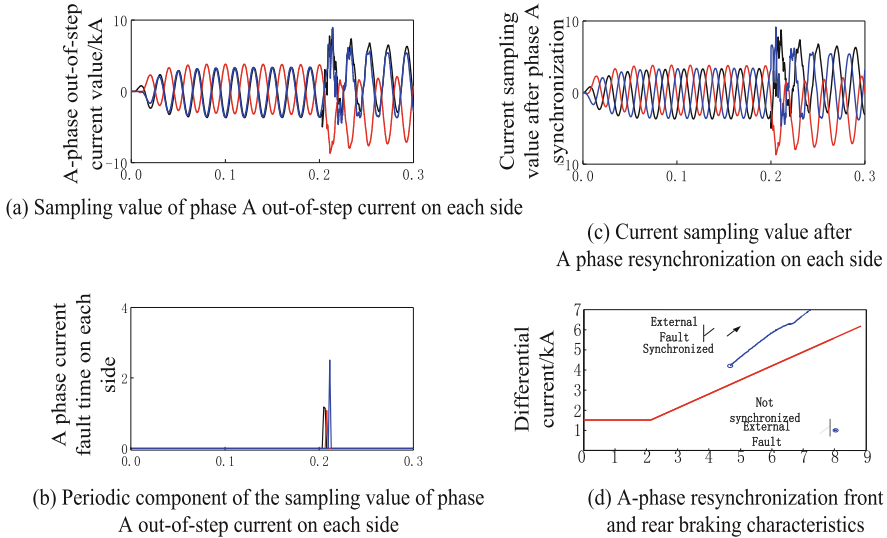 A-phase out-of-step
current value/kA
10
0
-10
0.0
0.1
0.2
0.3
(a) Sampling value of phase A out-of-step current on each side
Current sampling
value after phase A
synchronization
10
0
-10
0.0
0.1
0.2
0.3
(c) Current sampling value after
A phase resynchronization on each side
A phase current
fault time on each
side
4
2
0
0.0
0.1
0.2
0.3
(b) Periodic component of the sampling value of phase
A out-of-step current on each side
Differential
current/kA
7
6
5
4
3
2
1
0
1
2
3
4
5
6
7
8
9
External
Fault
Synchronized
Not
synchronized
External
Fault
(d) A-phase resynchronization front
and rear braking characteristics